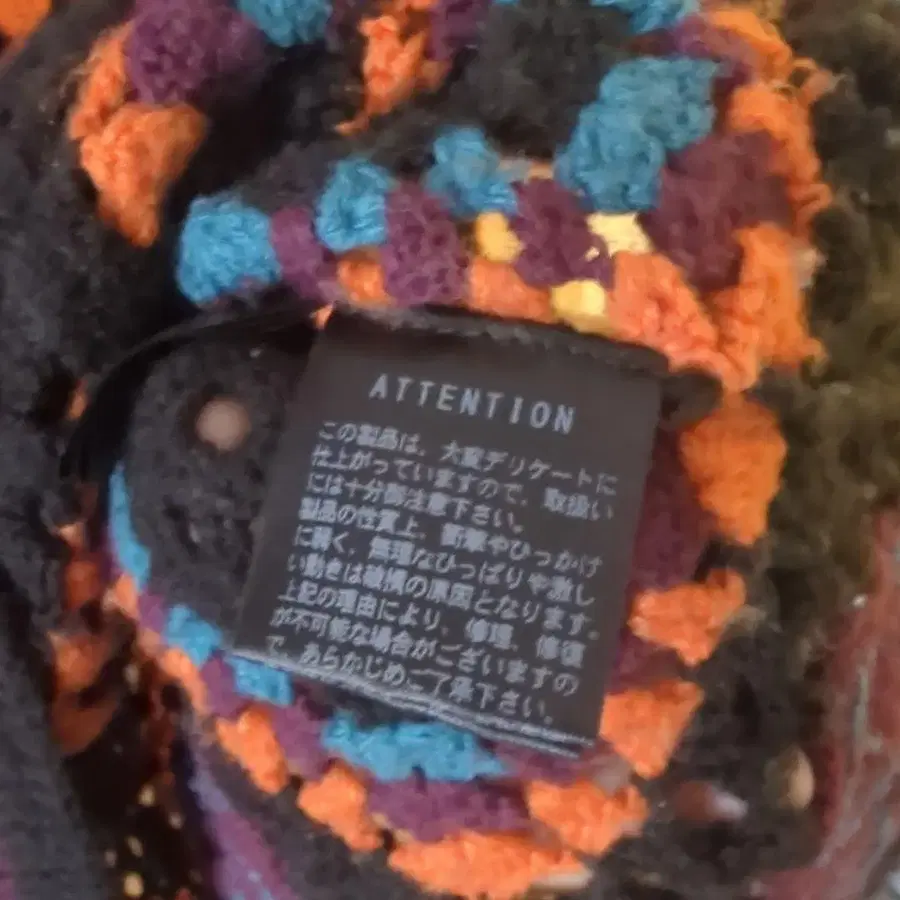 ATTENTION
この製品は、大変デリケートに
仕上がっていますので、取扱い
には十分御注意下さい。
製品の性質上、衝撃やひっかけ
に弱く、無理なひっぱりや激し
い動きは破損の原因となります。
上記の理由により、修理、修復
が不可能な場合がございますの
で、あらかじめご了承下さい。